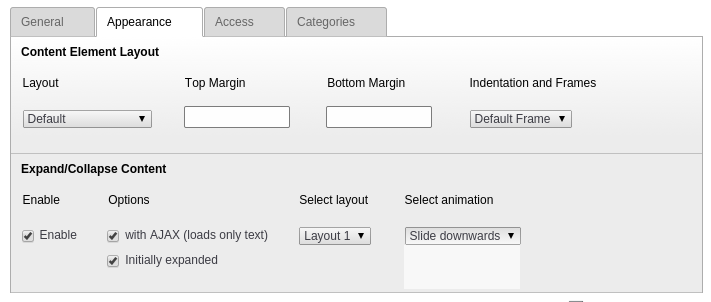 General Appearance Access Categories
Content Element Layout
Layout Top Margin Bottom Margin Indentation and Frames
Default Default Frame
Expand/Collapse Content
Enable Options Select layout Select animation
Enable with AJAX (loads only text) Layout 1 Slide downwards
Initially expanded